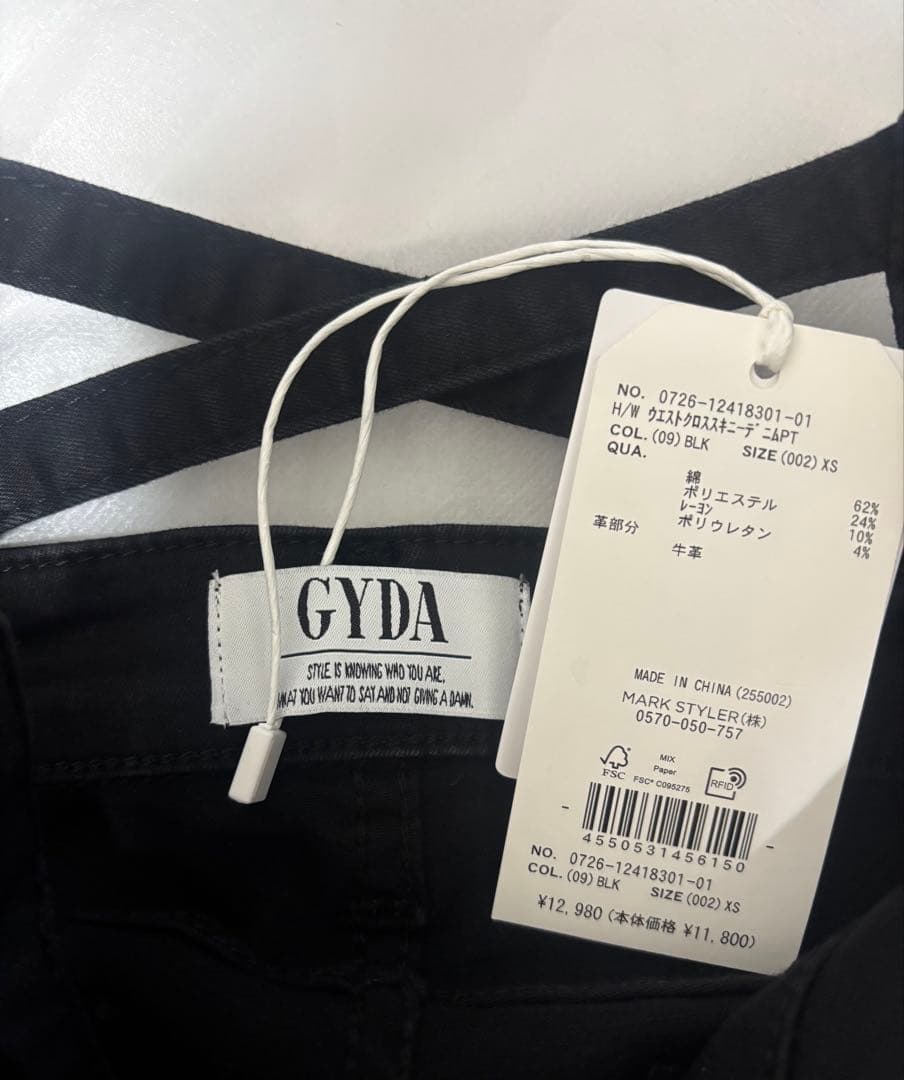 GYDA
STYLE IS KNOWING WHO YOU ARE,
WHAT YOU WANT TO SAY AND NOT GIVING A DAMN.
NO. 0726-12418301-01
H/W ウエストクロススキニーデニムPT
COL. (09) BLK SIZE (002) XS
QUA.
綿 62%
ポリエステル 24%
レーヨン 10%
ポリウレタン 4%
革部分
牛革
MADE IN CHINA (255002)
MARK STYLER(株)
0570-050-757
FSC
MIX
Paper
FSC® C095275
RFID
4550531456150
NO. 0726-12418301-01
COL. (09) BLK SIZE (002) XS
¥12,980 (本体価格 ¥11,800)